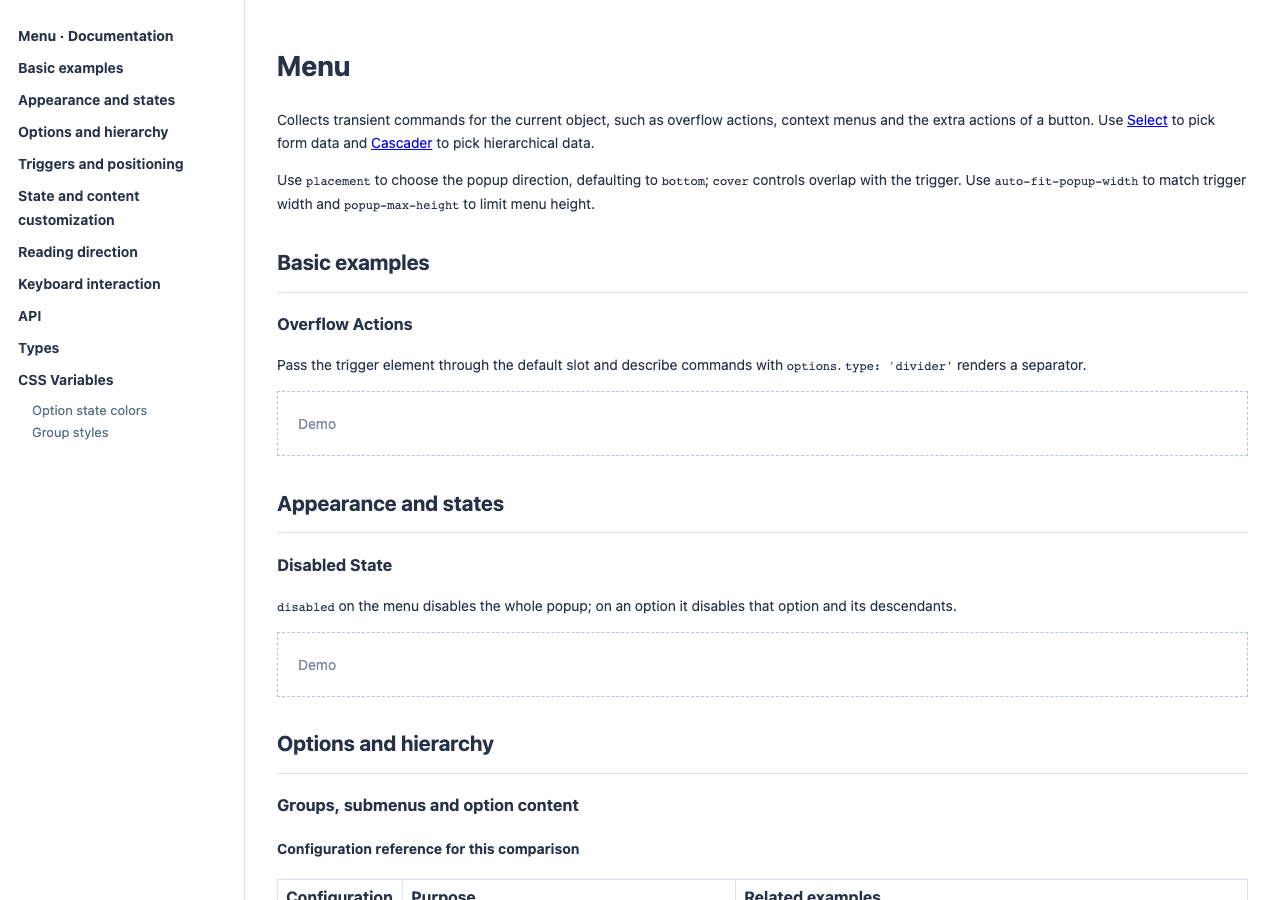 Menu · Documentation
Basic examples
Appearance and states
Options and hierarchy
Triggers and positioning
State and content
customization
Reading direction
Keyboard interaction
API
Types
CSS Variables
Option state colors
Group styles
Menu
Collects transient commands for the current object, such as overflow actions, context menus and the extra actions of a button. Use Select to pick
form data and Cascader to pick hierarchical data.
Use placement to choose the popup direction, defaulting to bottom; cover controls overlap with the trigger. Use auto-fit-popup-width to match trigger
width and popup-max-height to limit menu height.
Basic examples
Overflow Actions
Pass the trigger element through the default slot and describe commands with options. type: 'divider' renders a separator.
Demo
Appearance and states
Disabled State
disabled on the menu disables the whole popup; on an option it disables that option and its descendants.
Demo
Options and hierarchy
Groups, submenus and option content
Configuration reference for this comparison
Configuration Purpose Related examples